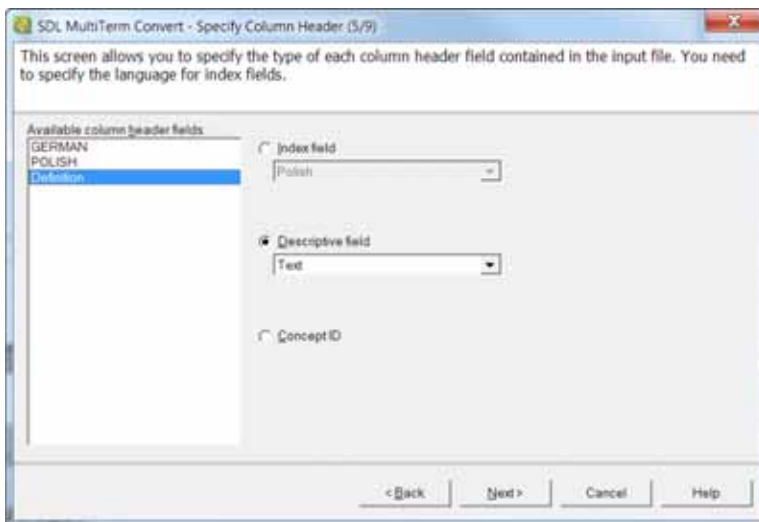 SDL MultiTerm Convert - Specify Column Header (5/9)
This screen allows you to specify the type of each column header field contained in the input file. You need
to specify the language for index fields.
Available column header fields
GERMAN
POLISH
Definition
Index field
Polish
Descriptive field
Text
Concept ID
< Back
Next >
Cancel
Help